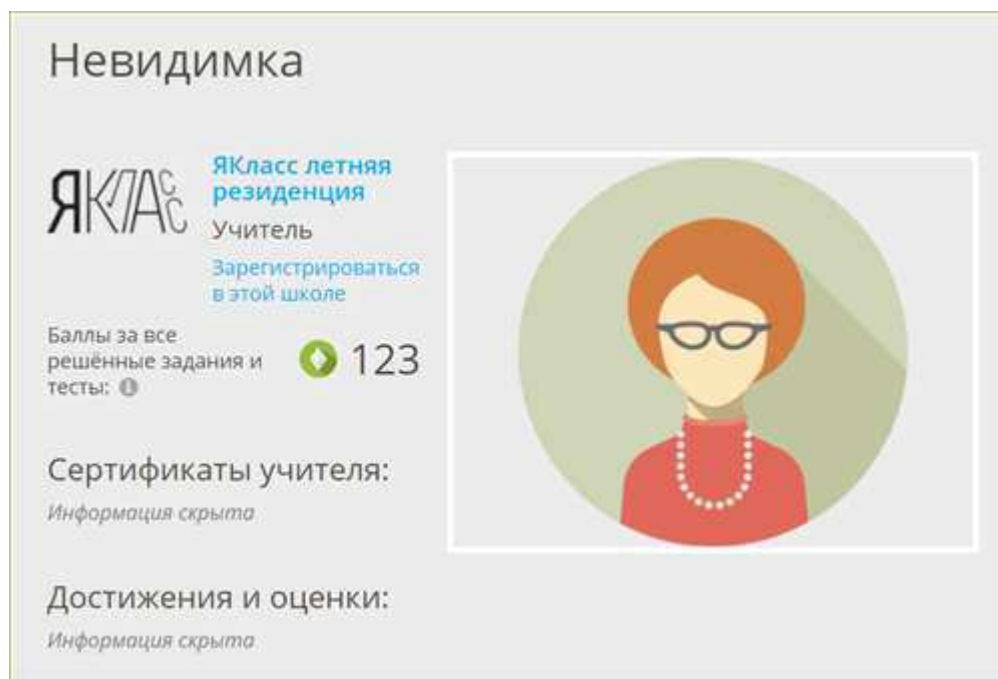 Невидимка
ЯКЛАСС
ЯКласс летняя
резиденция
Учитель
Зарегистрироваться
в этой школе
Баллы за все
решённые задания и
тесты:
123
Сертификаты учителя:
Информация скрыта
Достижения и оценки:
Информация скрыта